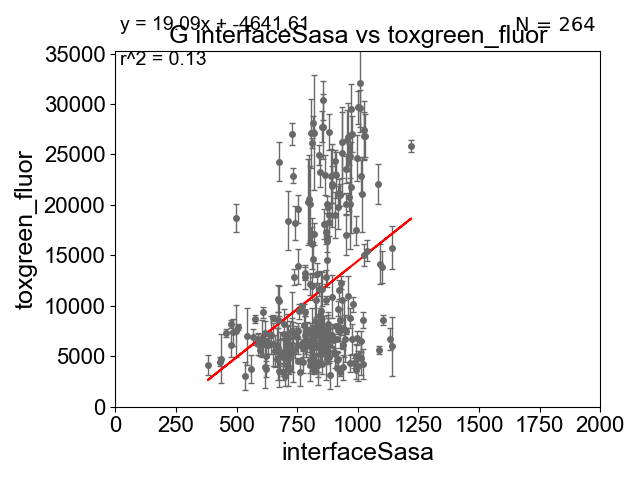 y = 19.09x + -4641.61
N = 264
G interfaceSasa vs toxgreen_fluor
r^2 = 0.13
35000
30000
25000
20000
15000
10000
5000
0
toxgreen_fluor
0 250 500 750 1000 1250 1500 1750 2000
interfaceSasa